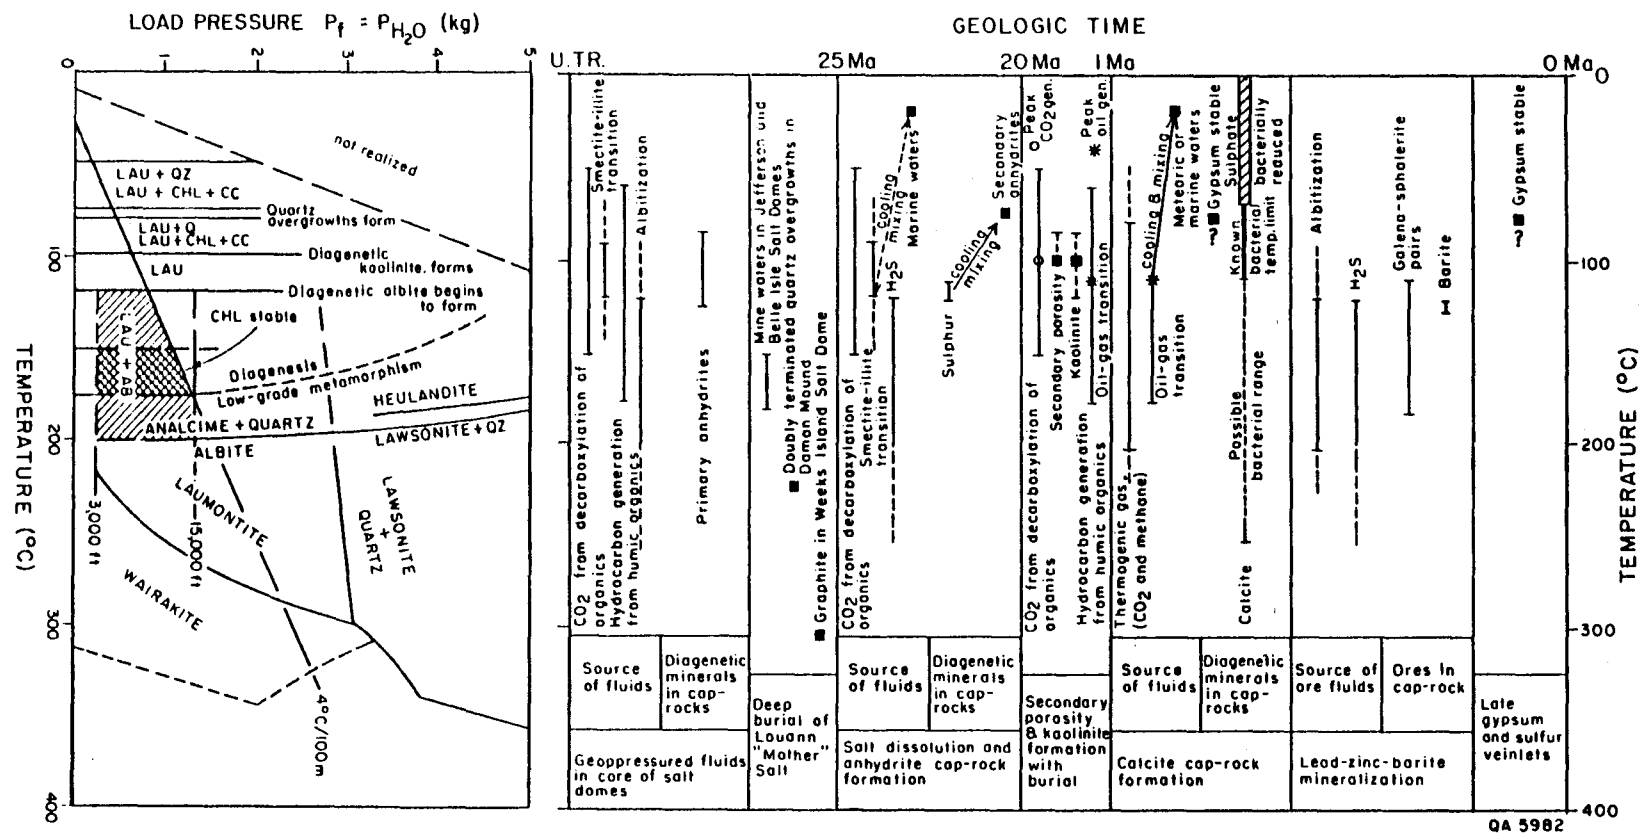 LOAD PRESSURE Pf = PH2O (kg)
0 1 2 3 4 5
not realized
LAU + QZ
LAU + CHL + CC
Quartz
overgrowths form
LAU+Q
LAU+CHL+CC
Diagenetic
kaolinite. forms
LAU
Diagenetic albite begins
to form
CHL stable
LAU + AB
Diagenesis
Low-grade metamorphism
HEULANDITE
ANALCIME + QUARTZ
LAWSONITE + QZ
ALBITE
LAUMONTITE
LAWSONITE
+
QUARTZ
WAIRAKITE
3,000 ft
15,000 ft
4°C/100m
TEMPERATURE (°C)
0
100
200
300
400
GEOLOGIC TIME
U.TR.
25 Ma
20 Ma
1 Ma
0 Ma
CO2 from decarboxylation of
organics
Smectite-illite
transition
Hydrocarbon generation
from humic organics
Albitization
Primary anhydrites
Mine waters in Jefferson and
Belle Isle Salt Domes
Doubly terminated quartz overgrowths in
Damon Mound
Graphite in Weeks Island Salt Dome
CO2 from decarboxylation of
organics
Smectite-illite
transition
cooling
mixing
H2S
Marine waters
Sulphur
cooling
mixing
Secondary
anhydrites
CO2 from decarboxylation of
organics
Peak
CO2 gen.
Secondary porosity
Kaolinite
Hydrocarbon generation
from humic organics
Oil-gas transition
Peak
oil gen.
Thermogenic gas
(CO2 and methane)
Oil-gas
transition
cooling & mixing
Meteoric or
marine waters
?
Gypsum stable
Sulphate
bacterially
reduced
Known
bacterial
temp. limit
Possible
bacterial range
Calcite
Albitization
H2S
Galena-sphalerite
pairs
Barite
?
Gypsum stable
Source
of fluids
Diagenetic
minerals
in cap-
rocks
Geopressured fluids
in core of salt
domes
Deep
burial of
Louann
"Mother"
Salt
Source
of fluids
Diagenetic
minerals
in cap-
rocks
Salt dissolution and
anhydrite cap-rock
formation
Secondary
porosity
& kaolinite
formation
with
burial
Source
of fluids
Diagenetic
minerals
in cap-
rocks
Calcite cap-rock
formation
Source of
ore fluids
Ores in
cap-rock
Lead-zinc-barite
mineralization
Late
gypsum
and sulfur
veinlets
0
100
200
300
400
TEMPERATURE (°C)
QA 5982